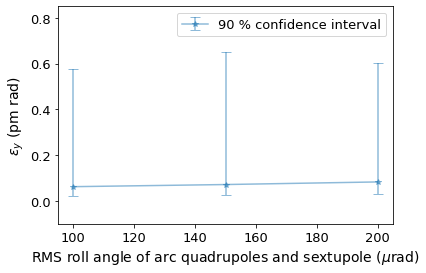 0.8
0.6
0.4
0.2
0.0
εy (pm rad)
90 % confidence interval
100 120 140 160 180 200
RMS roll angle of arc quadrupoles and sextupole (μrad)